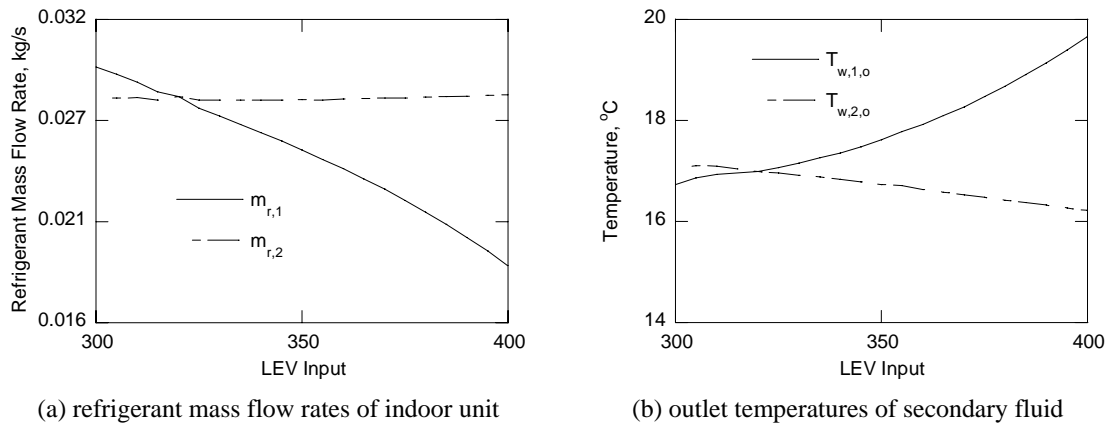 Refrigerant Mass Flow Rate, kg/s
0.032
0.027
0.021
0.016
m_{r,1}
m_{r,2}
300
350
400
LEV Input
(a) refrigerant mass flow rates of indoor unit
Temperature, °C
20
18
16
14
T_{w,1,o}
T_{w,2,o}
300
350
400
LEV Input
(b) outlet temperatures of secondary fluid